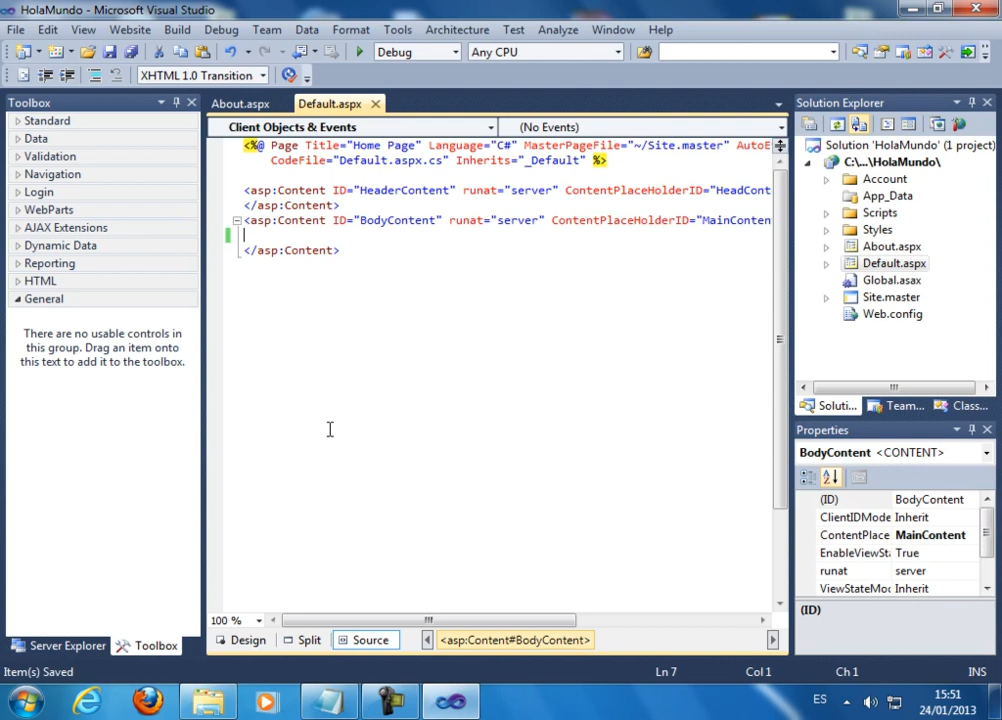 HolaMundo - Microsoft Visual Studio
File Edit View Website Build Debug Team Data Format Tools Architecture Test Analyze Window Help
Debug Any CPU
XHTML 1.0 Transition
Toolbox
Standard
Data
Validation
Navigation
Login
WebParts
AJAX Extensions
Dynamic Data
Reporting
HTML
General
There are no usable controls in
this group. Drag an item onto
this text to add it to the toolbox.
Server Explorer Toolbox
About.aspx Default.aspx
Client Objects & Events (No Events)
<%@ Page Title="Home Page" Language="C#" MasterPageFile="~/Site.master" AutoE
CodeFile="Default.aspx.cs" Inherits="_Default" %>
<asp:Content ID="HeaderContent" runat="server" ContentPlaceHolderID="HeadCont
</asp:Content>
<asp:Content ID="BodyContent" runat="server" ContentPlaceHolderID="MainConten
</asp:Content>
100 %
Design Split Source <asp:Content#BodyContent>
Solution Explorer
Solution 'HolaMundo' (1 project)
C:\...\HolaMundo\
Account
App_Data
Scripts
Styles
About.aspx
Default.aspx
Global.asax
Site.master
Web.config
Soluti... Team... Class...
Properties
BodyContent <CONTENT>
(ID) BodyContent
ClientIDMode Inherit
ContentPlace MainContent
EnableViewSt True
runat server
ViewStateMod Inherit
(ID)
Item(s) Saved Ln 7 Col 1 Ch 1 INS
ES 15:51
24/01/2013